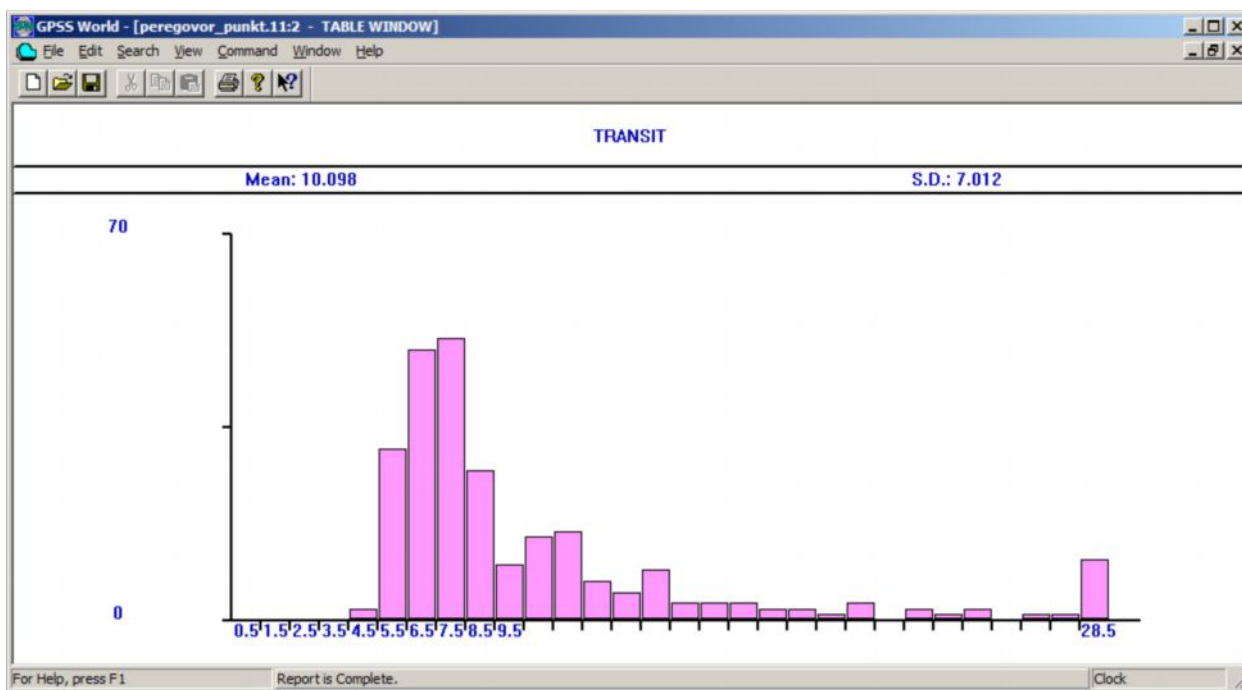 GPSS World - [peregovor_punkt.11:2 - TABLE WINDOW]
File Edit Search View Command Window Help
TRANSIT
Mean: 10.098 S.D.: 7.012
70
0
0.5 1.5 2.5 3.5 4.5 5.5 6.5 7.5 8.5 9.5 28.5
For Help, press F1 Report is Complete. Clock